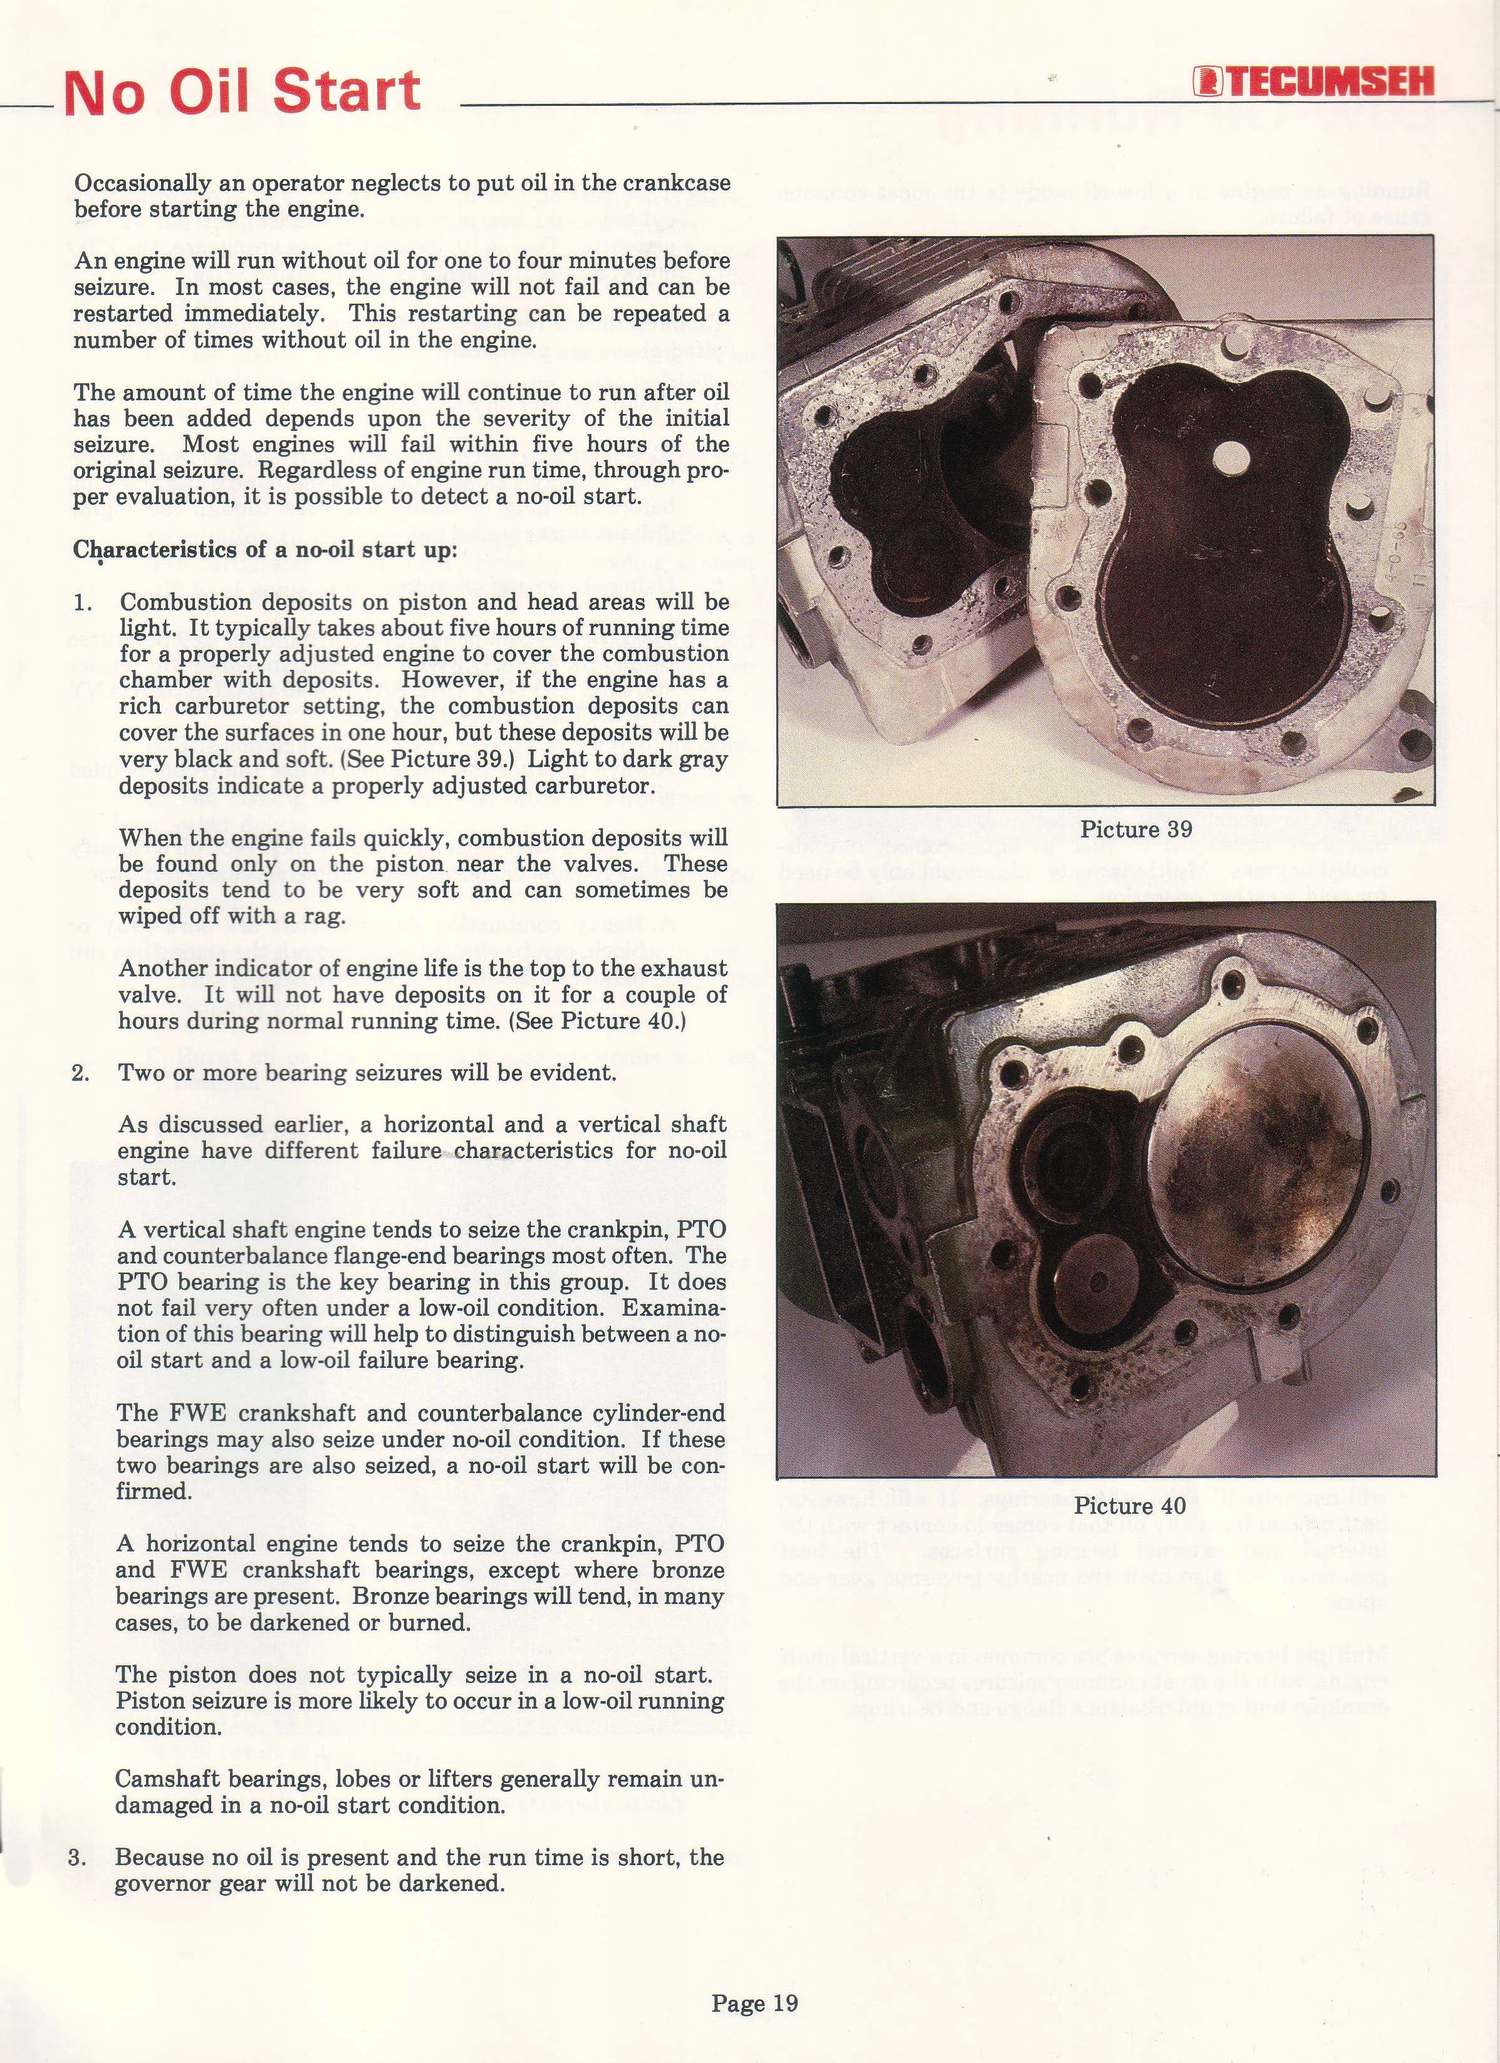 No Oil Start
TECUMSEH
Occasionally an operator neglects to put oil in the crankcase
before starting the engine.
An engine will run without oil for one to four minutes before
seizure. In most cases, the engine will not fail and can be
restarted immediately. This restarting can be repeated a
number of times without oil in the engine.
The amount of time the engine will continue to run after oil
has been added depends upon the severity of the initial
seizure. Most engines will fail within five hours of the
original seizure. Regardless of engine run time, through pro-
per evaluation, it is possible to detect a no-oil start.
Characteristics of a no-oil start up:
1. Combustion deposits on piston and head areas will be
light. It typically takes about five hours of running time
for a properly adjusted engine to cover the combustion
chamber with deposits. However, if the engine has a
rich carburetor setting, the combustion deposits can
cover the surfaces in one hour, but these deposits will be
very black and soft. (See Picture 39.) Light to dark gray
deposits indicate a properly adjusted carburetor.
When the engine fails quickly, combustion deposits will
be found only on the piston near the valves. These
deposits tend to be very soft and can sometimes be
wiped off with a rag.
Another indicator of engine life is the top to the exhaust
valve. It will not have deposits on it for a couple of
hours during normal running time. (See Picture 40.)
2. Two or more bearing seizures will be evident.
As discussed earlier, a horizontal and a vertical shaft
engine have different failure characteristics for no-oil
start.
A vertical shaft engine tends to seize the crankpin, PTO
and counterbalance flange-end bearings most often. The
PTO bearing is the key bearing in this group. It does
not fail very often under a low-oil condition. Examina-
tion of this bearing will help to distinguish between a no-
oil start and a low-oil failure bearing.
The FWE crankshaft and counterbalance cylinder-end
bearings may also seize under no-oil condition. If these
two bearings are also seized, a no-oil start will be con-
firmed.
A horizontal engine tends to seize the crankpin, PTO
and FWE crankshaft bearings, except where bronze
bearings are present. Bronze bearings will tend, in many
cases, to be darkened or burned.
The piston does not typically seize in a no-oil start.
Piston seizure is more likely to occur in a low-oil running
condition.
Camshaft bearings, lobes or lifters generally remain un-
damaged in a no-oil start condition.
3. Because no oil is present and the run time is short, the
governor gear will not be darkened.
4-0-65
Picture 39
Picture 40
Page 19